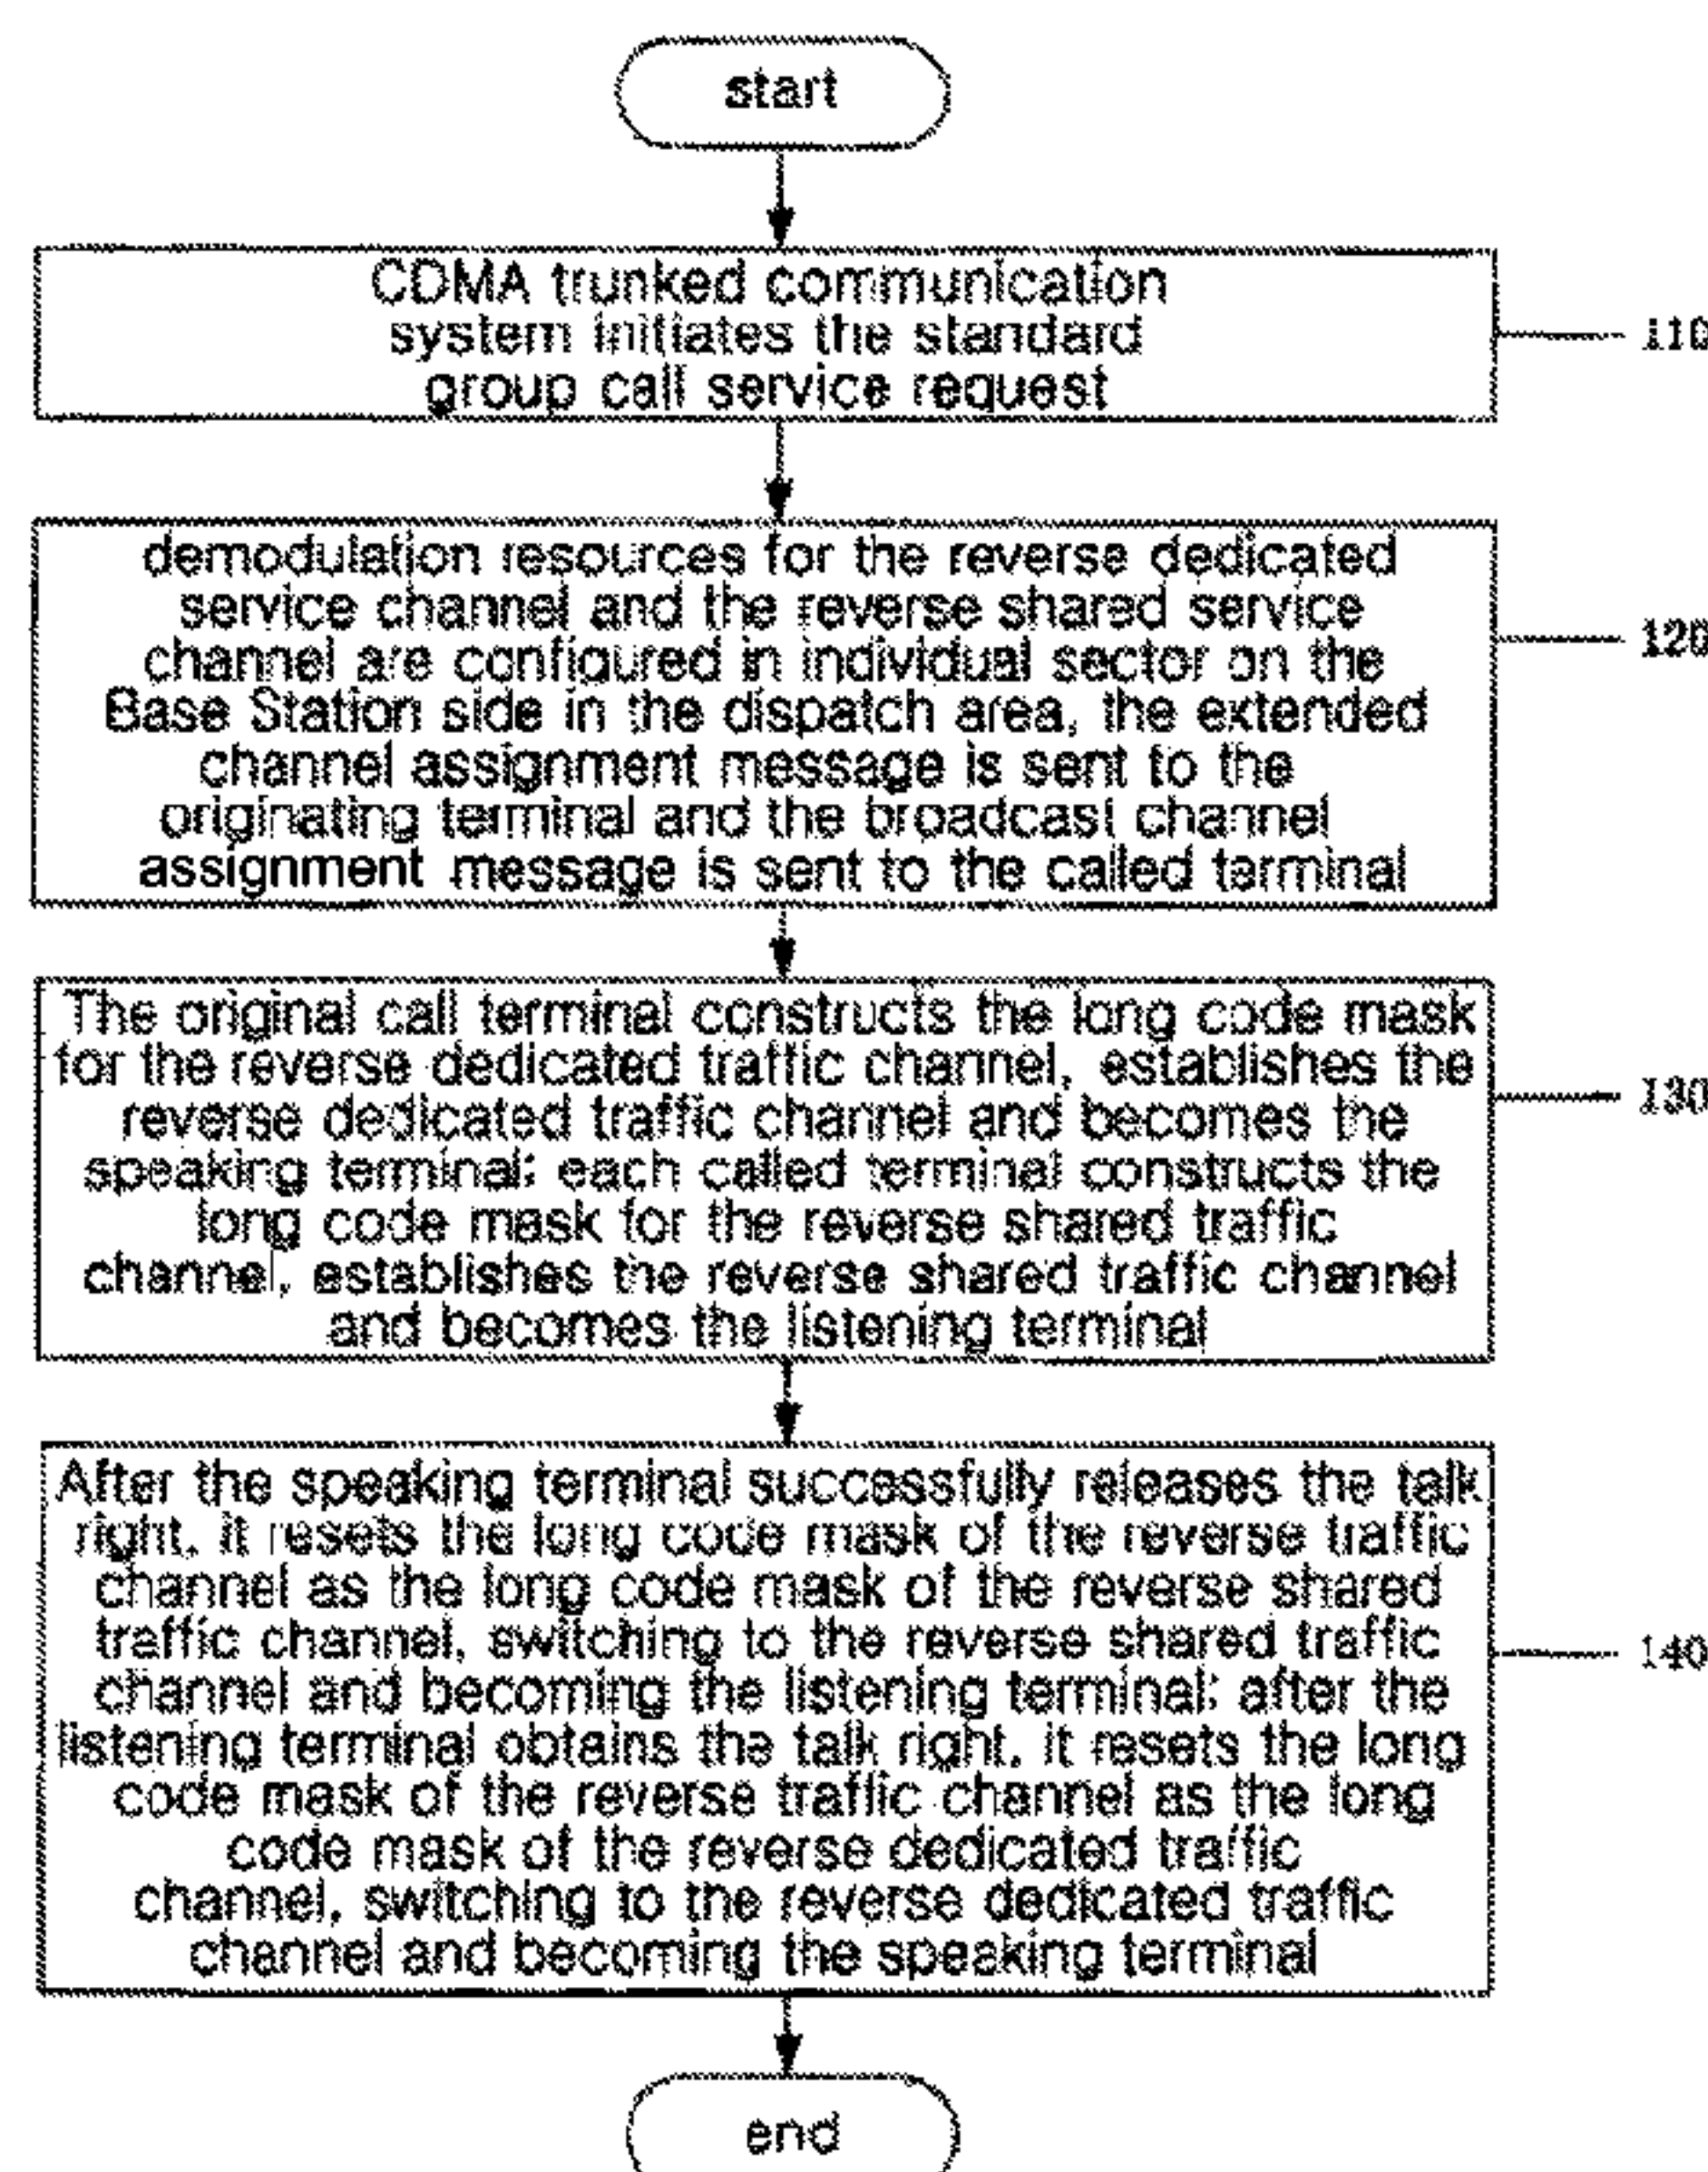 start
CDMA trunked communication
system initiates the standard
group call service request
110
demodulation resources for the reverse dedicated
service channel and the reverse shared service
channel are configured in individual sector on the
Base Station side in the dispatch area, the extended
channel assignment message is sent to the
originating terminal and the broadcast channel
assignment message is sent to the called terminal
120
The original call terminal constructs the long code mask
for the reverse dedicated traffic channel, establishes the
reverse dedicated traffic channel and becomes the
speaking terminal; each called terminal constructs the
long code mask for the reverse shared traffic
channel, establishes the reverse shared traffic channel
and becomes the listening terminal
130
After the speaking terminal successfully releases the talk
right, it resets the long code mask of the reverse traffic
channel as the long code mask of the reverse shared
traffic channel, switching to the reverse shared traffic
channel and becoming the listening terminal; after the
listening terminal obtains the talk right, it resets the long
code mask of the reverse traffic channel as the long
code mask of the reverse dedicated traffic
channel, switching to the reverse dedicated traffic
channel and becoming the speaking terminal
140
end